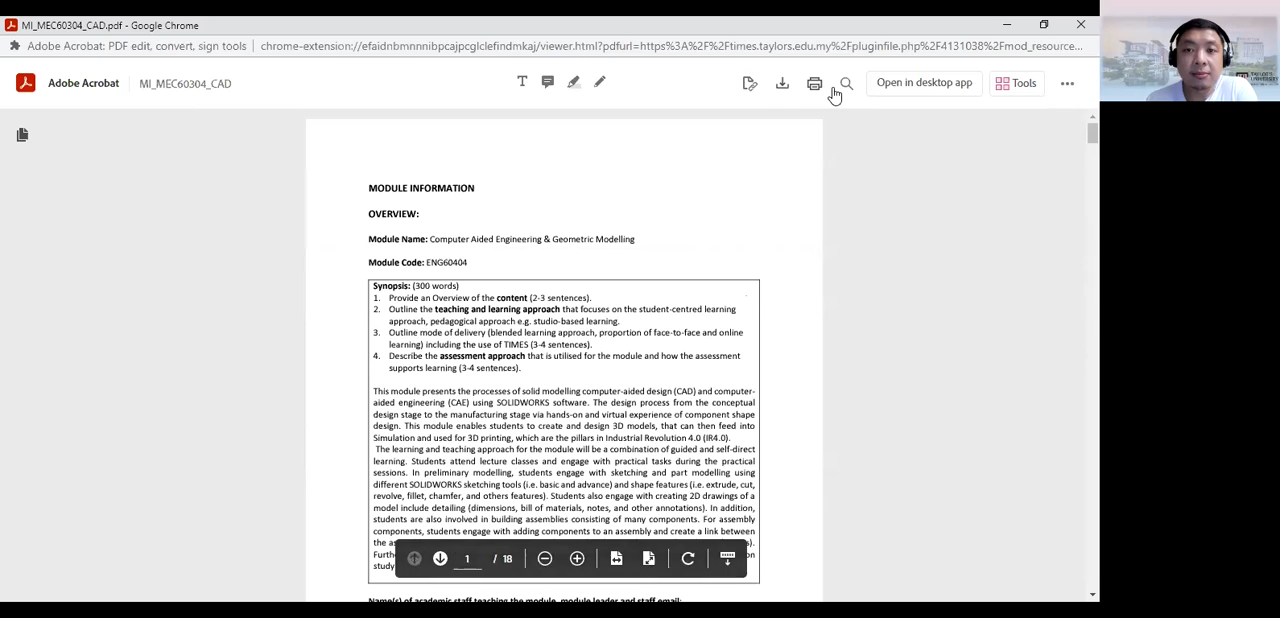 MI_MEC60304_CAD.pdf - Google Chrome
Adobe Acrobat: PDF edit, convert, sign tools
chrome-extension://efaidnbmnnnibpcajpcglclefindmkaj/viewer.html?pdfurl=https%3A%2F%2Ftimes.taylors.edu.my%2Fpluginfile.php%2F4131038%2Fmod_resource...
Adobe Acrobat
MI_MEC60304_CAD
Open in desktop app
Tools
MODULE INFORMATION
OVERVIEW:
Module Name: Computer Aided Engineering & Geometric Modelling
Module Code: ENG60404
Synopsis: (300 words)
1. Provide an Overview of the content (2-3 sentences).
2. Outline the teaching and learning approach that focuses on the student-centred learning
approach, pedagogical approach e.g. studio-based learning.
3. Outline mode of delivery (blended learning approach, proportion of face-to-face and online
learning) including the use of TIMES (3-4 sentences).
4. Describe the assessment approach that is utilised for the module and how the assessment
supports learning (3-4 sentences).
This module presents the processes of solid modelling computer-aided design (CAD) and computer-
aided engineering (CAE) using SOLIDWORKS software. The design process from the conceptual
design stage to the manufacturing stage via hands-on and virtual experience of component shape
design. This module enables students to create and design 3D models, that can then feed into
Simulation and used for 3D printing, which are the pillars in Industrial Revolution 4.0 (IR4.0).
The learning and teaching approach for the module will be a combination of guided and self-direct
learning. Students attend lecture classes and engage with practical tasks during the practical
sessions. In preliminary modelling, students engage with sketching and part modelling using
different SOLIDWORKS sketching tools (i.e. basic and advance) and shape features (i.e. extrude, cut,
revolve, fillet, chamfer, and others features). Students also engage with creating 2D drawings of a
model include detailing (dimensions, bill of materials, notes, and other annotations). In addition,
students are also involved in building assemblies consisting of many components. For assembly
components, students engage with adding components to an assembly and create a link between
the
study
1 / 18
Name(s) of academic staff teaching the module, module leader and staff email: